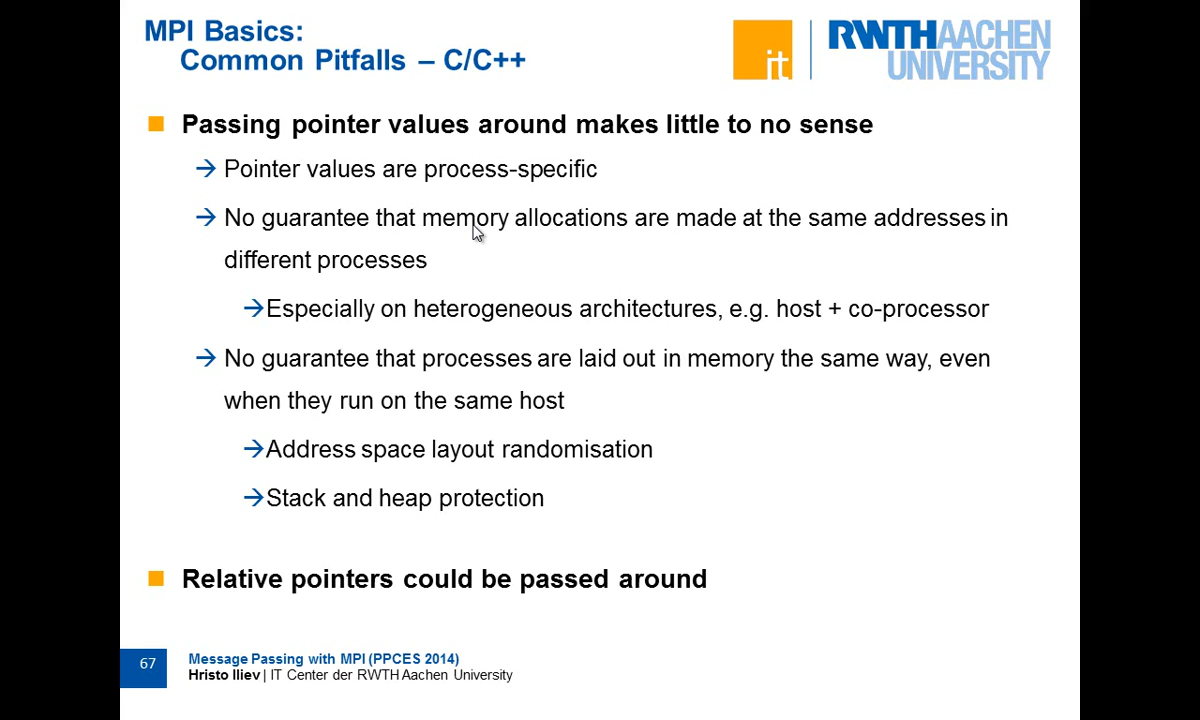 MPI Basics:
Common Pitfalls – C/C++
it
RWTHAACHEN
UNIVERSITY
Passing pointer values around makes little to no sense
→ Pointer values are process-specific
→ No guarantee that memory allocations are made at the same addresses in
different processes
→Especially on heterogeneous architectures, e.g. host + co-processor
→ No guarantee that processes are laid out in memory the same way, even
when they run on the same host
→Address space layout randomisation
→Stack and heap protection
Relative pointers could be passed around
67
Message Passing with MPI (PPCES 2014)
Hristo Iliev | IT Center der RWTH Aachen University